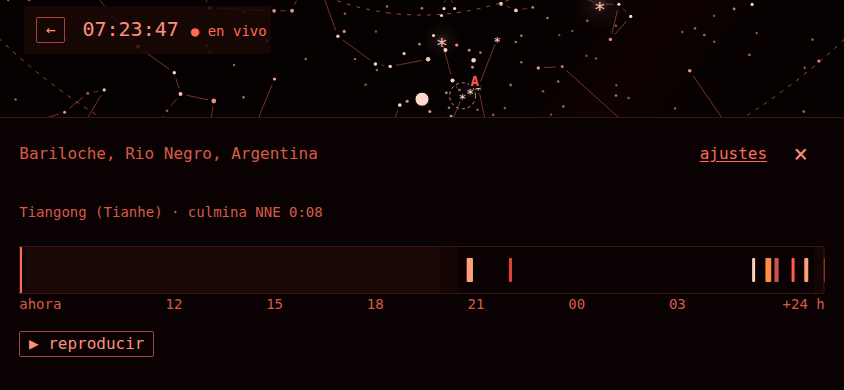 ← 07:23:47 ● en vivo
A
Bariloche, Rio Negro, Argentina ajustes ×
Tiangong (Tianhe) · culmina NNE 0:08
ahora 12 15 18 21 00 03 +24 h
▶ reproducir